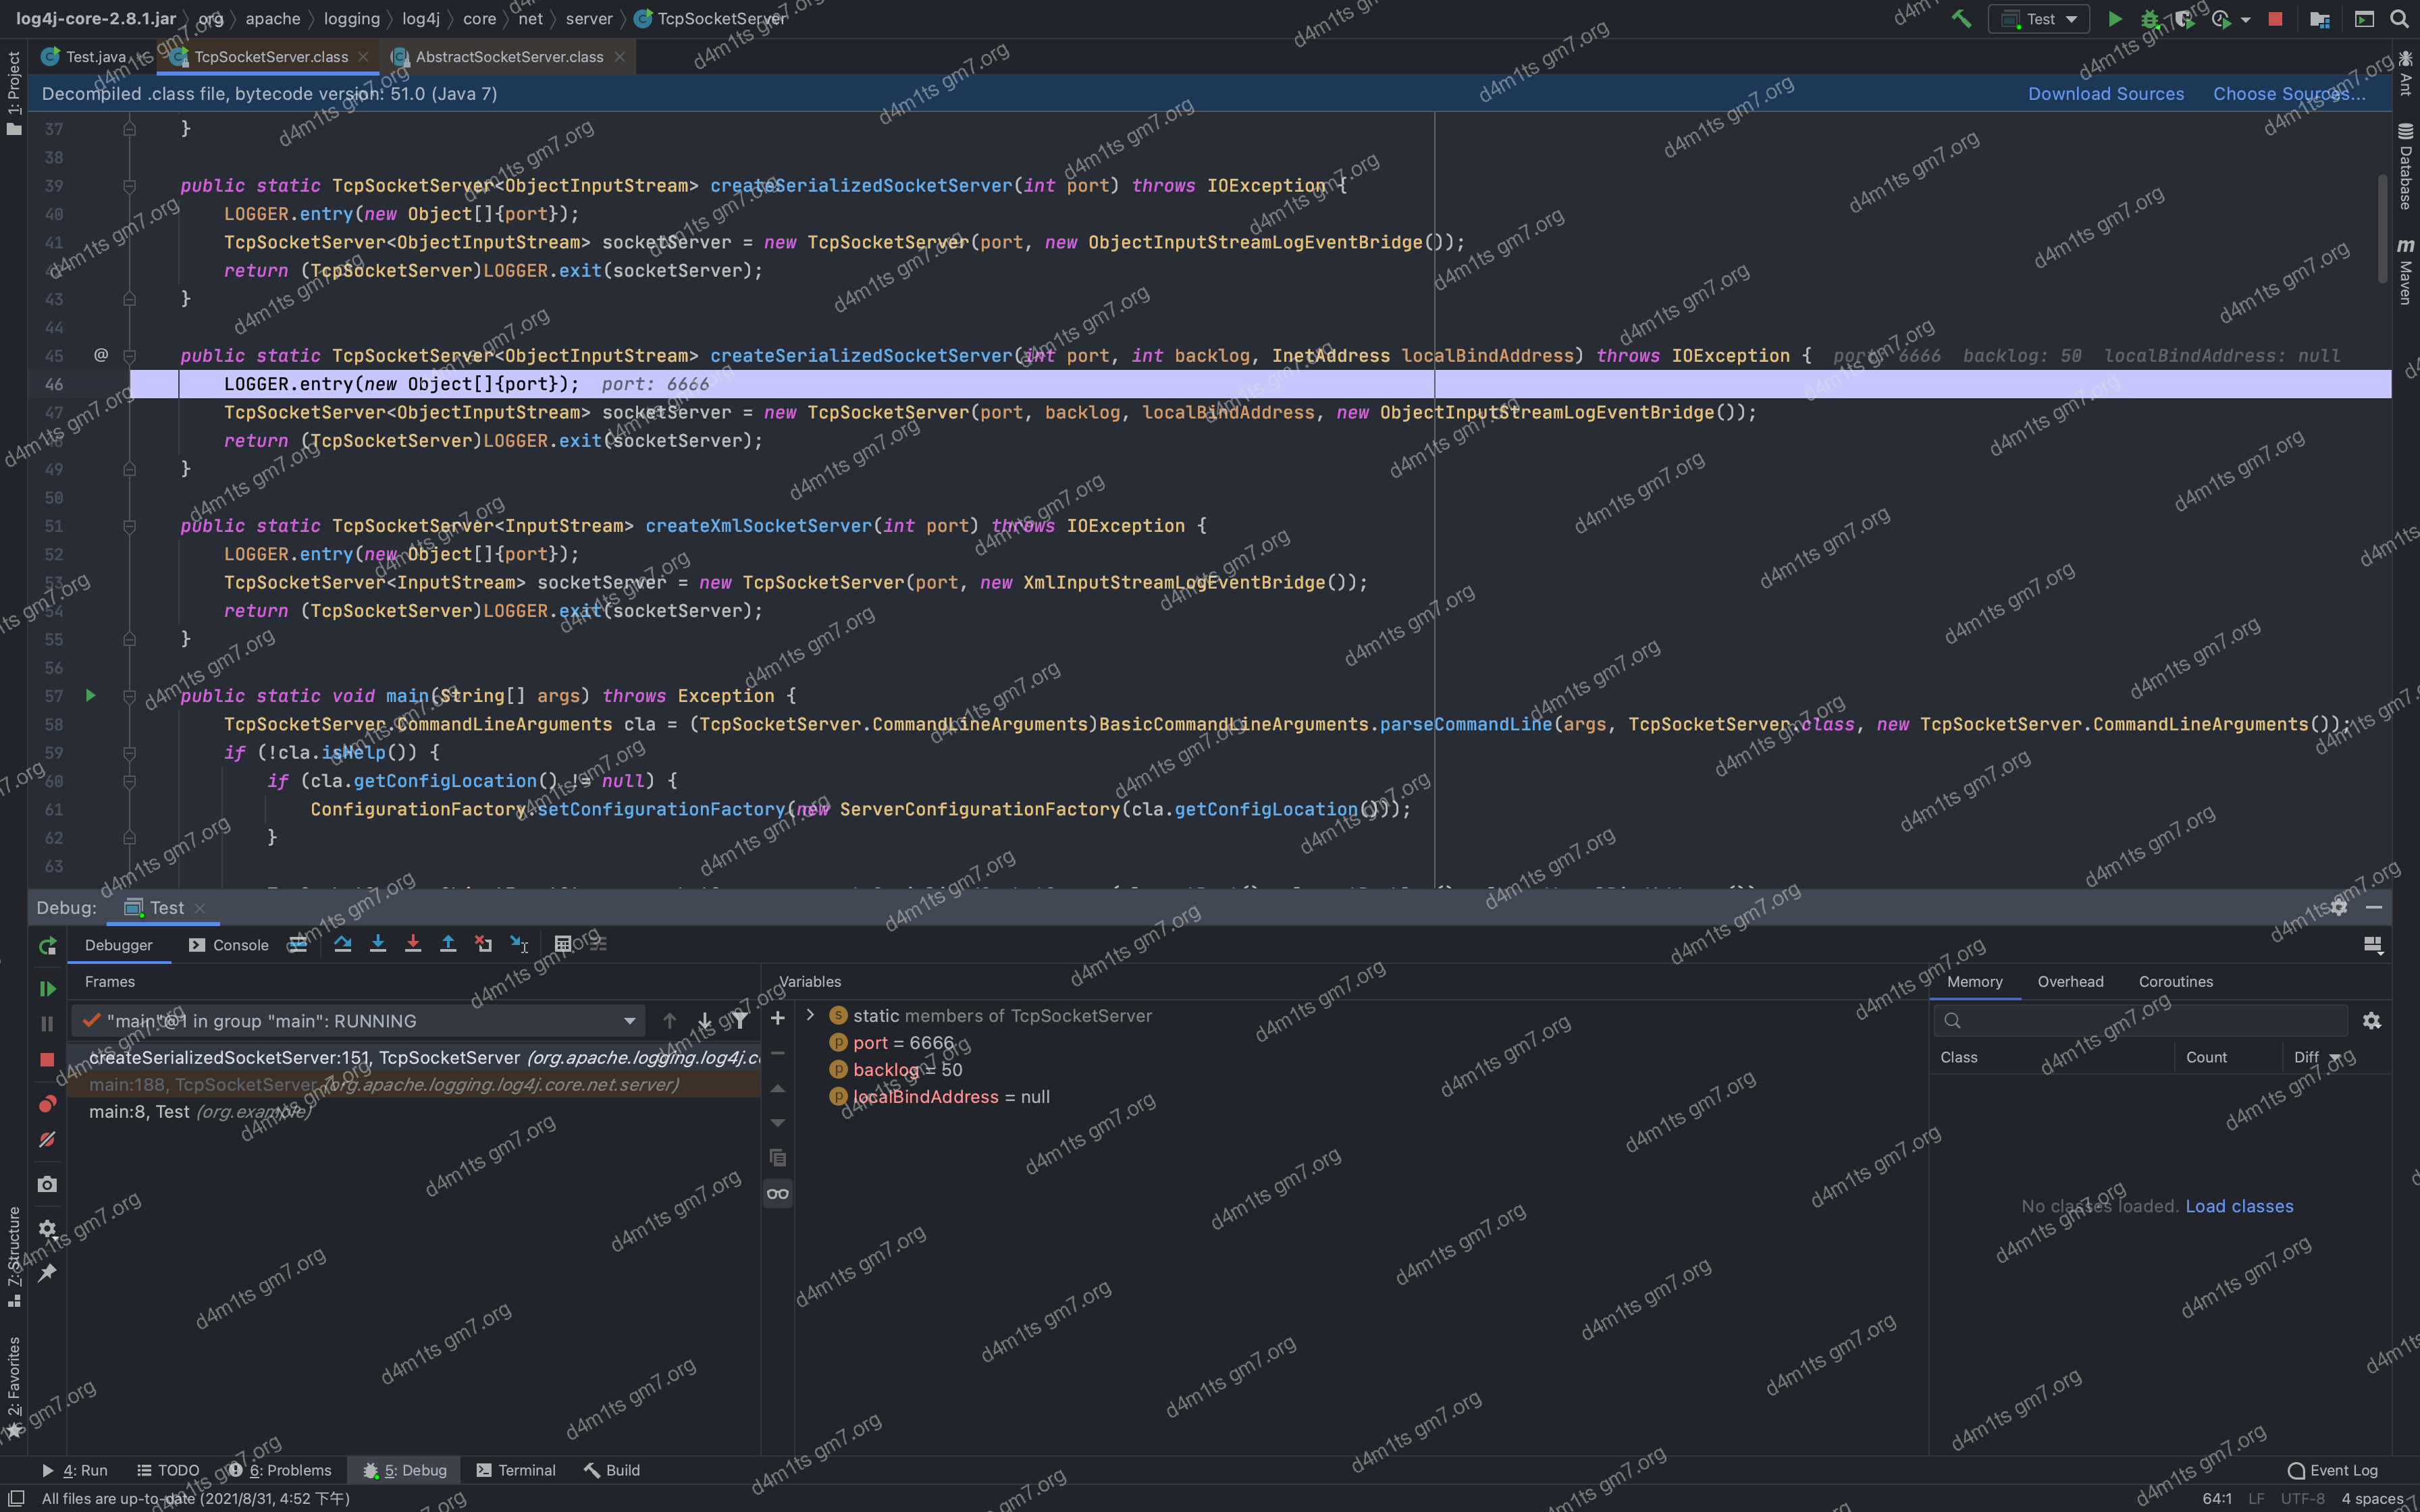 log4j-core-2.8.1.jar org apache logging log4j core net server TcpSocketServer Test
Test.java TcpSocketServer.class AbstractSocketServer.class
Decompiled .class file, bytecode version: 51.0 (Java 7) Download Sources Choose Sources...
37 }
38
39 public static TcpSocketServer<ObjectInputStream> createSerializedSocketServer(int port) throws IOException {
40 LOGGER.entry(new Object[]{port});
41 TcpSocketServer<ObjectInputStream> socketServer = new TcpSocketServer(port, new ObjectInputStreamLogEventBridge());
return (TcpSocketServer)LOGGER.exit(socketServer);
43 }
44
45 @ public static TcpSocketServer<ObjectInputStream> createSerializedSocketServer(int port, int backlog, InetAddress localBindAddress) throws IOException { port: 6666 backlog: 50 localBindAddress: null
46 LOGGER.entry(new Object[]{port}); port: 6666
47 TcpSocketServer<ObjectInputStream> socketServer = new TcpSocketServer(port, backlog, localBindAddress, new ObjectInputStreamLogEventBridge());
return (TcpSocketServer)LOGGER.exit(socketServer);
49 }
50
51 public static TcpSocketServer<InputStream> createXmlSocketServer(int port) throws IOException {
52 LOGGER.entry(new Object[]{port});
53 TcpSocketServer<InputStream> socketServer = new TcpSocketServer(port, new XmlInputStreamLogEventBridge());
54 return (TcpSocketServer)LOGGER.exit(socketServer);
55 }
56
57 public static void main(String[] args) throws Exception {
58 TcpSocketServer.CommandLineArguments cla = (TcpSocketServer.CommandLineArguments)BasicCommandLineArguments.parseCommandLine(args, TcpSocketServer.class, new TcpSocketServer.CommandLineArguments());
59 if (!cla.isHelp()) {
60 if (cla.getConfigLocation() != null) {
61 ConfigurationFactory.setConfigurationFactory(new ServerConfigurationFactory(cla.getConfigLocation()));
62 }
63
Debug: Test
Debugger Console
Frames Variables Memory Overhead Coroutines
"main"@1 in group "main": RUNNING
static members of TcpSocketServer
port = 6666
backlog = 50
localBindAddress = null
createSerializedSocketServer:151, TcpSocketServer (org.apache.logging.log4j.co
main:188, TcpSocketServer (org.apache.logging.log4j.core.net.server)
main:8, Test (org.example)
Class Count Diff
No classes loaded. Load classes
1: Project
7: Structure
2: Favorites
Ant
Database
m Maven
4: Run TODO 6: Problems 5: Debug Terminal Build Event Log
All files are up-to-date (2021/8/31, 4:52 下午) 64:1 LF UTF-8 4 spaces
d4m1ts gm7.org